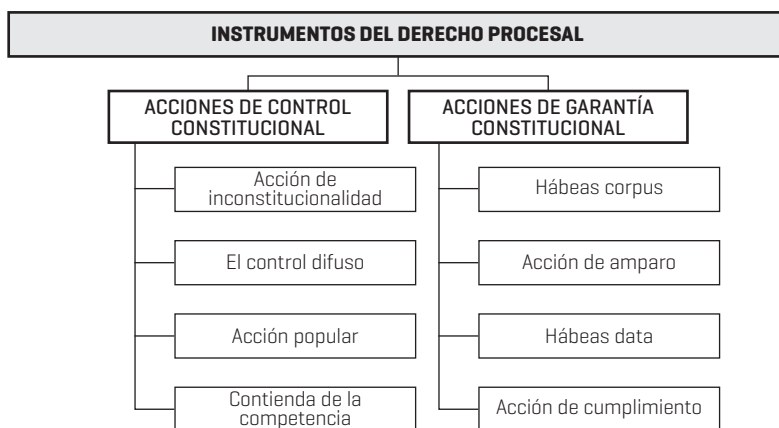 INSTRUMENTOS DEL DERECHO PROCESAL
ACCIONES DE CONTROL
CONSTITUCIONAL
Acción de
inconstitucionalidad
El control difuso
Acción popular
Contienda de la
competencia
ACCIONES DE GARANTÍA
CONSTITUCIONAL
Hábeas corpus
Acción de amparo
Hábeas data
Acción de cumplimiento